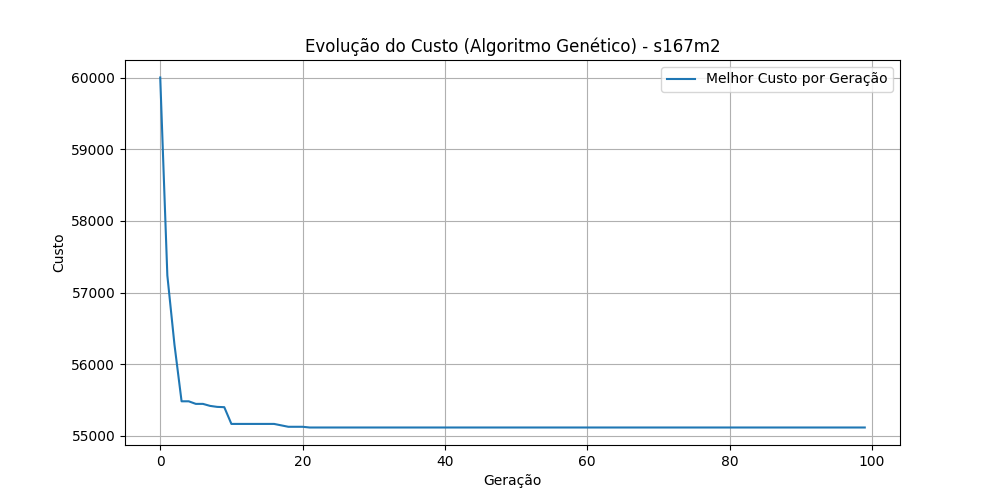 Evolução do Custo (Algoritmo Genético) - s167m2
Melhor Custo por Geração
60000
59000
58000
57000
56000
55000
Custo
0 20 40 60 80 100
Geração